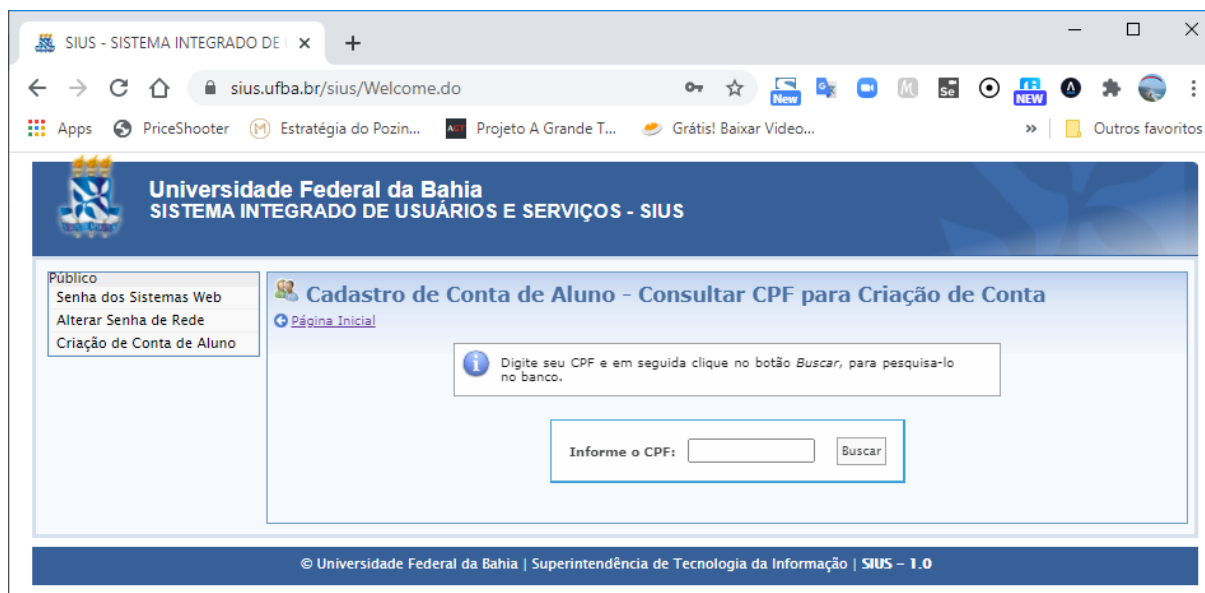 SIUS - SISTEMA INTEGRADO DE
sius.ufba.br/sius/Welcome.do
New
Se
NEW
Apps
PriceShooter
Estratégia do Pozin...
AGT
Projeto A Grande T...
Grátis! Baixar Video...
»
Outros favoritos
Universidade Federal da Bahia
SISTEMA INTEGRADO DE USUÁRIOS E SERVIÇOS - SIUS
Público
Senha dos Sistemas Web
Alterar Senha de Rede
Criação de Conta de Aluno
Cadastro de Conta de Aluno - Consultar CPF para Criação de Conta
Página Inicial
Digite seu CPF e em seguida clique no botão Buscar, para pesquisa-lo
no banco.
Informe o CPF:
Buscar
© Universidade Federal da Bahia | Superintendência de Tecnologia da Informação | SIUS – 1.0